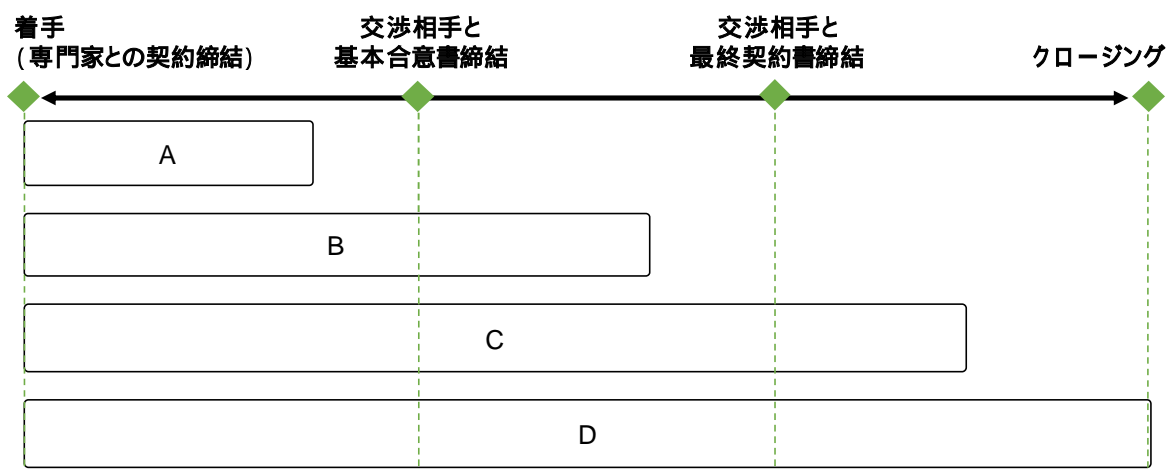 着手
(専門家との契約締結)
交渉相手と
基本合意書締結
交渉相手と
最終契約書締結
クロージング
A
B
C
D